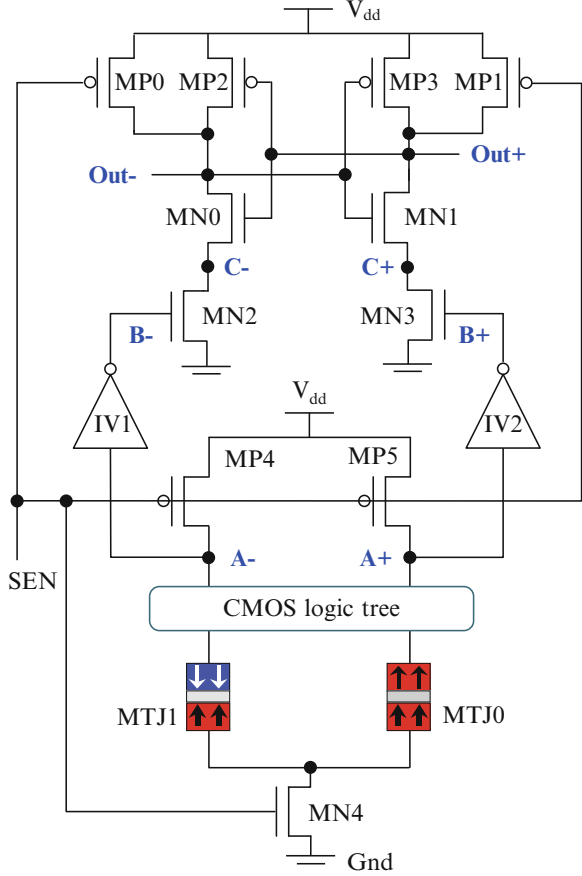 Vdd
MP0 MP2 MP3 MP1
Out+
Out-
MN0 MN1
C- C+
MN2 MN3
B- B+
IV1 IV2
Vdd
MP4 MP5
A- A+
SEN
CMOS logic tree
MTJ1 MTJ0
MN4
Gnd